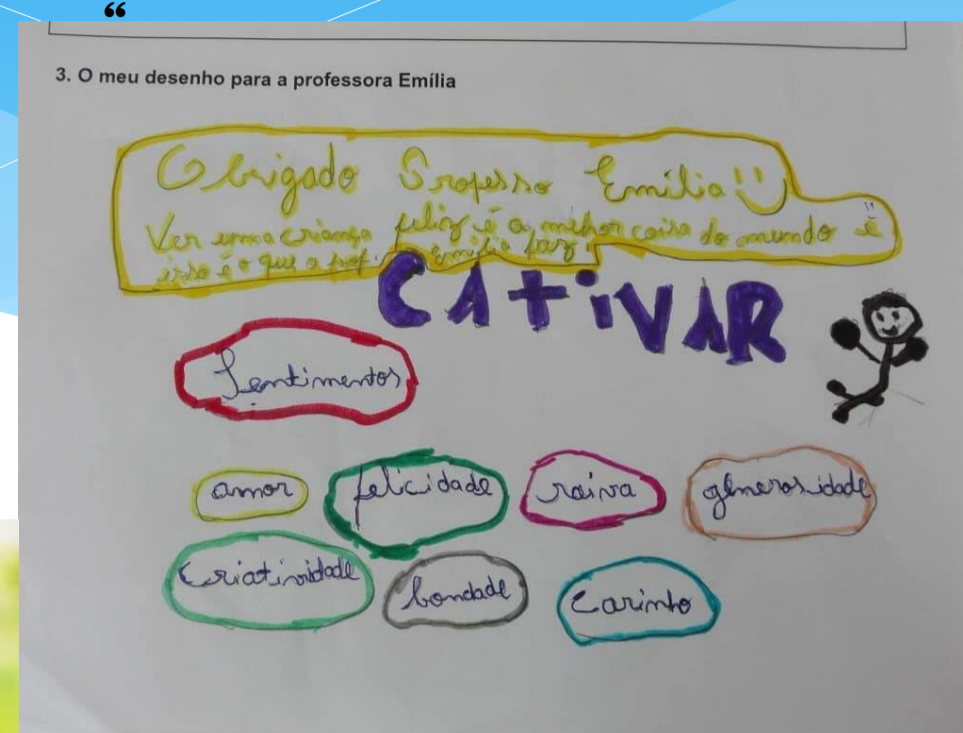 “
3. O meu desenho para a professora Emília
Obrigado Professo Emília!
Ver uma criança feliz é a melhor coisa do mundo e
isso é o que a prof. Emília faz.
CAtiVAR
Sentimentos
amor felicidade raiva generosidade
Criatividade bondade Carinho